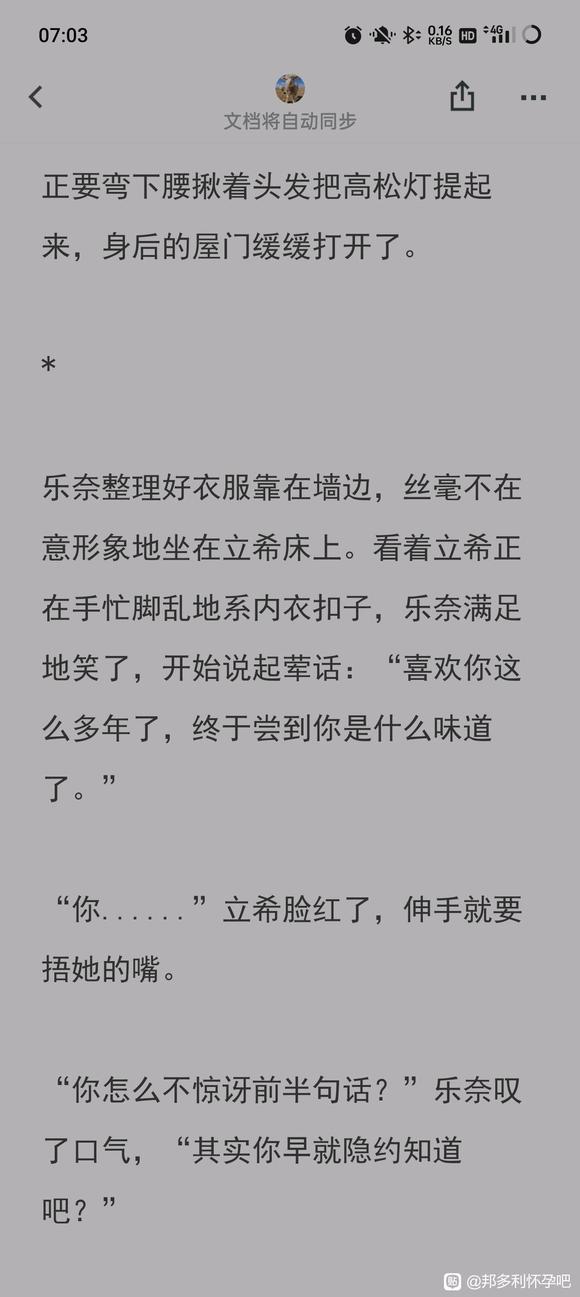 07:03
0.16
KB/S
HD
4G
文档将自动同步
正要弯下腰揪着头发把高松灯提起
来，身后的屋门缓缓打开了。
*
乐奈整理好衣服靠在墙边，丝毫不在
意形象地坐在立希床上。看着立希正
在手忙脚乱地系内衣扣子，乐奈满足
地笑了，开始说起荤话：“喜欢你这
么多年了，终于尝到你是什么味道
了。”
“你......”立希脸红了，伸手就要
捂她的嘴。
“你怎么不惊讶前半句话？”乐奈叹
了口气，“其实你早就隐约知道
吧？”
贴 @邦多利怀孕吧